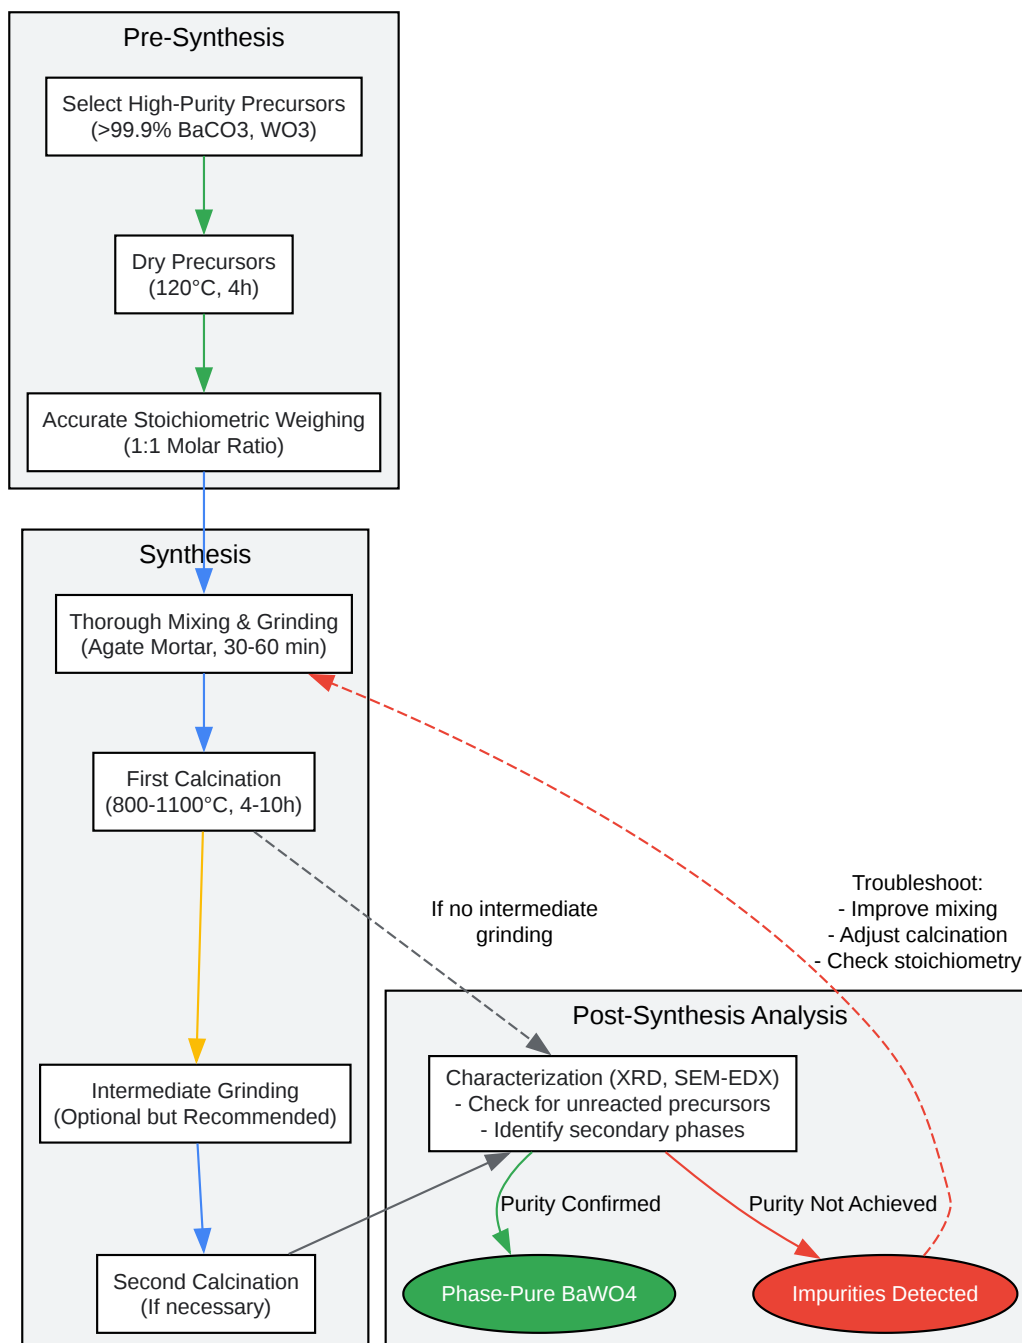 Pre-Synthesis
Select High-Purity Precursors
(>99.9% BaCO3, WO3)
Dry Precursors
(120°C, 4h)
Accurate Stoichiometric Weighing
(1:1 Molar Ratio)
Synthesis
Thorough Mixing & Grinding
(Agate Mortar, 30-60 min)
First Calcination
(800-1100°C, 4-10h)
If no intermediate
grinding
Troubleshoot:
- Improve mixing
- Adjust calcination
- Check stoichiometry
Intermediate Grinding
(Optional but Recommended)
Second Calcination
(If necessary)
Post-Synthesis Analysis
Characterization (XRD, SEM-EDX)
- Check for unreacted precursors
- Identify secondary phases
Purity Confirmed
Purity Not Achieved
Phase-Pure BaWO4
Impurities Detected